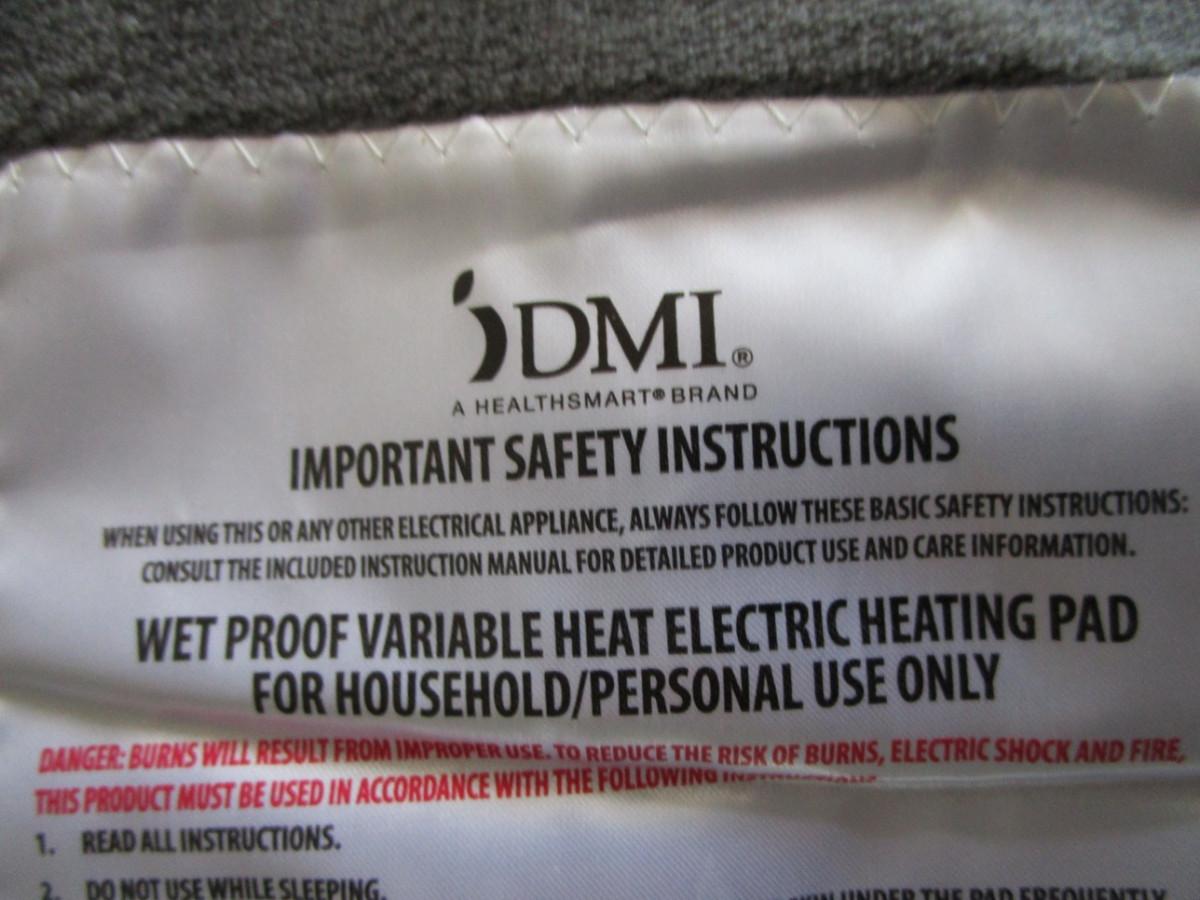 DMI®
A HEALTHSMART® BRAND
IMPORTANT SAFETY INSTRUCTIONS
WHEN USING THIS OR ANY OTHER ELECTRICAL APPLIANCE, ALWAYS FOLLOW THESE BASIC SAFETY INSTRUCTIONS:
CONSULT THE INCLUDED INSTRUCTION MANUAL FOR DETAILED PRODUCT USE AND CARE INFORMATION.
WET PROOF VARIABLE HEAT ELECTRIC HEATING PAD
FOR HOUSEHOLD/PERSONAL USE ONLY
DANGER: BURNS WILL RESULT FROM IMPROPER USE. TO REDUCE THE RISK OF BURNS, ELECTRIC SHOCK AND FIRE,
THIS PRODUCT MUST BE USED IN ACCORDANCE WITH THE FOLLOWING INSTRUCTIONS
1. READ ALL INSTRUCTIONS.
2. DO NOT USE WHILE SLEEPING.
UNDER THE PAD FREQUENTLY